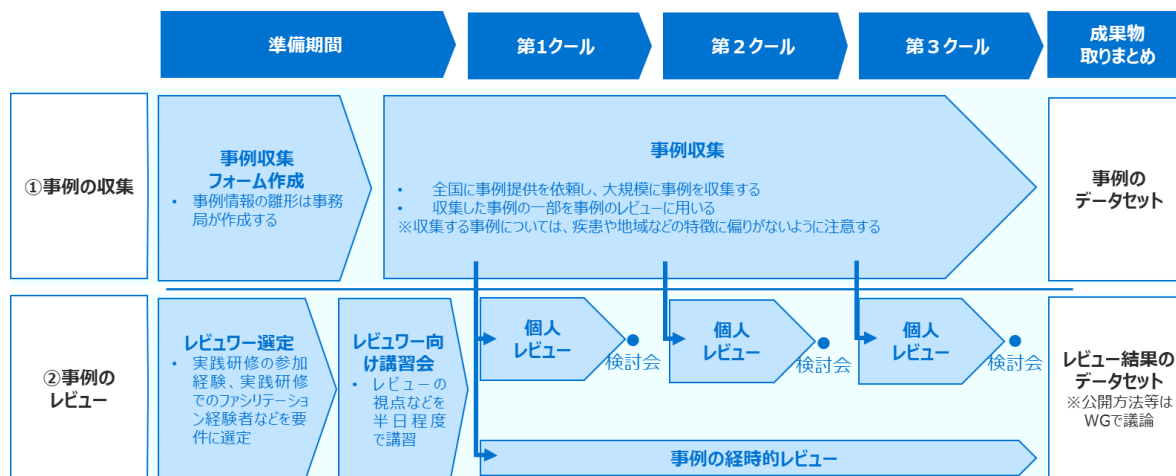 準備期間
第1クール
第２クール
第３クール
成果物
取りまとめ
①事例の収集
事例収集
フォーム作成
• 事例情報の雛形は事務
局が作成する
事例収集
• 全国に事例提供を依頼し、大規模に事例を収集する
• 収集した事例の一部を事例のレビューに用いる
※収集する事例については、疾患や地域などの特徴に偏りがないように注意する
事例の
データセット
②事例の
レビュー
レビュワー選定
• 実践研修の参加
経験、実践研修
でのファシリテーショ
ン経験者などを要
件に選定
レビュワー向
け講習会
• レビューの
視点などを
半日程度
で講習
個人
レビュー
検討会
個人
レビュー
検討会
個人
レビュー
検討会
事例の経時的レビュー
レビュー結果の
データセット
※公開方法等は
WGで議論